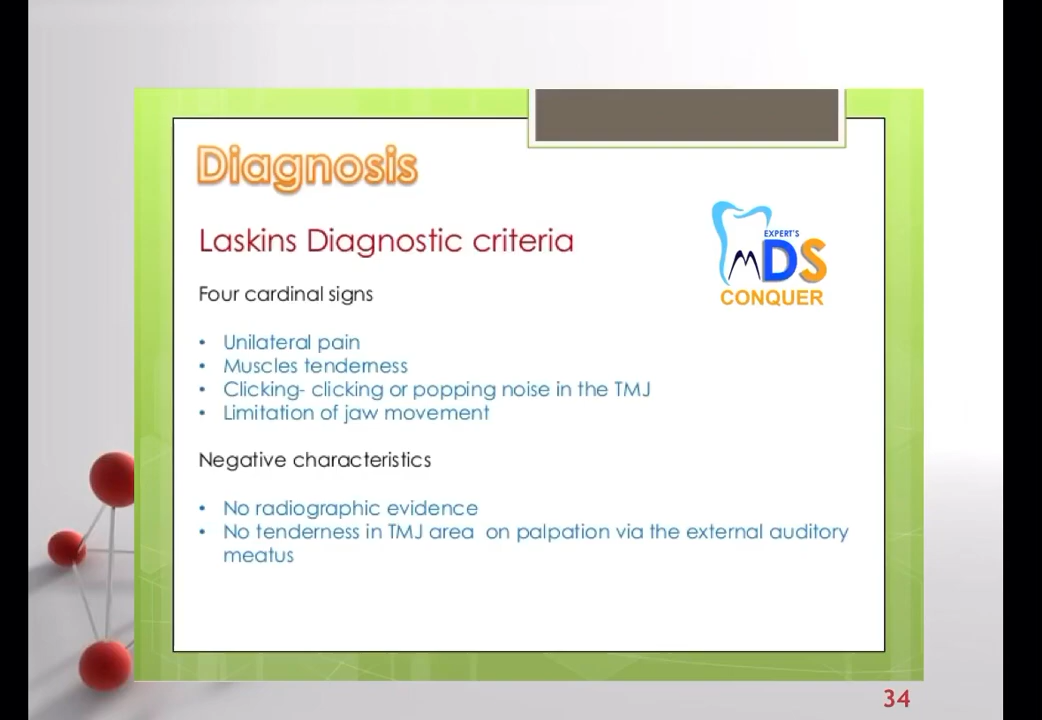 Diagnosis
Laskins Diagnostic criteria
EXPERT'S
MDS
CONQUER
Four cardinal signs
• Unilateral pain
• Muscles tenderness
• Clicking- clicking or popping noise in the TMJ
• Limitation of jaw movement
Negative characteristics
• No radiographic evidence
• No tenderness in TMJ area on palpation via the external auditory
meatus
34